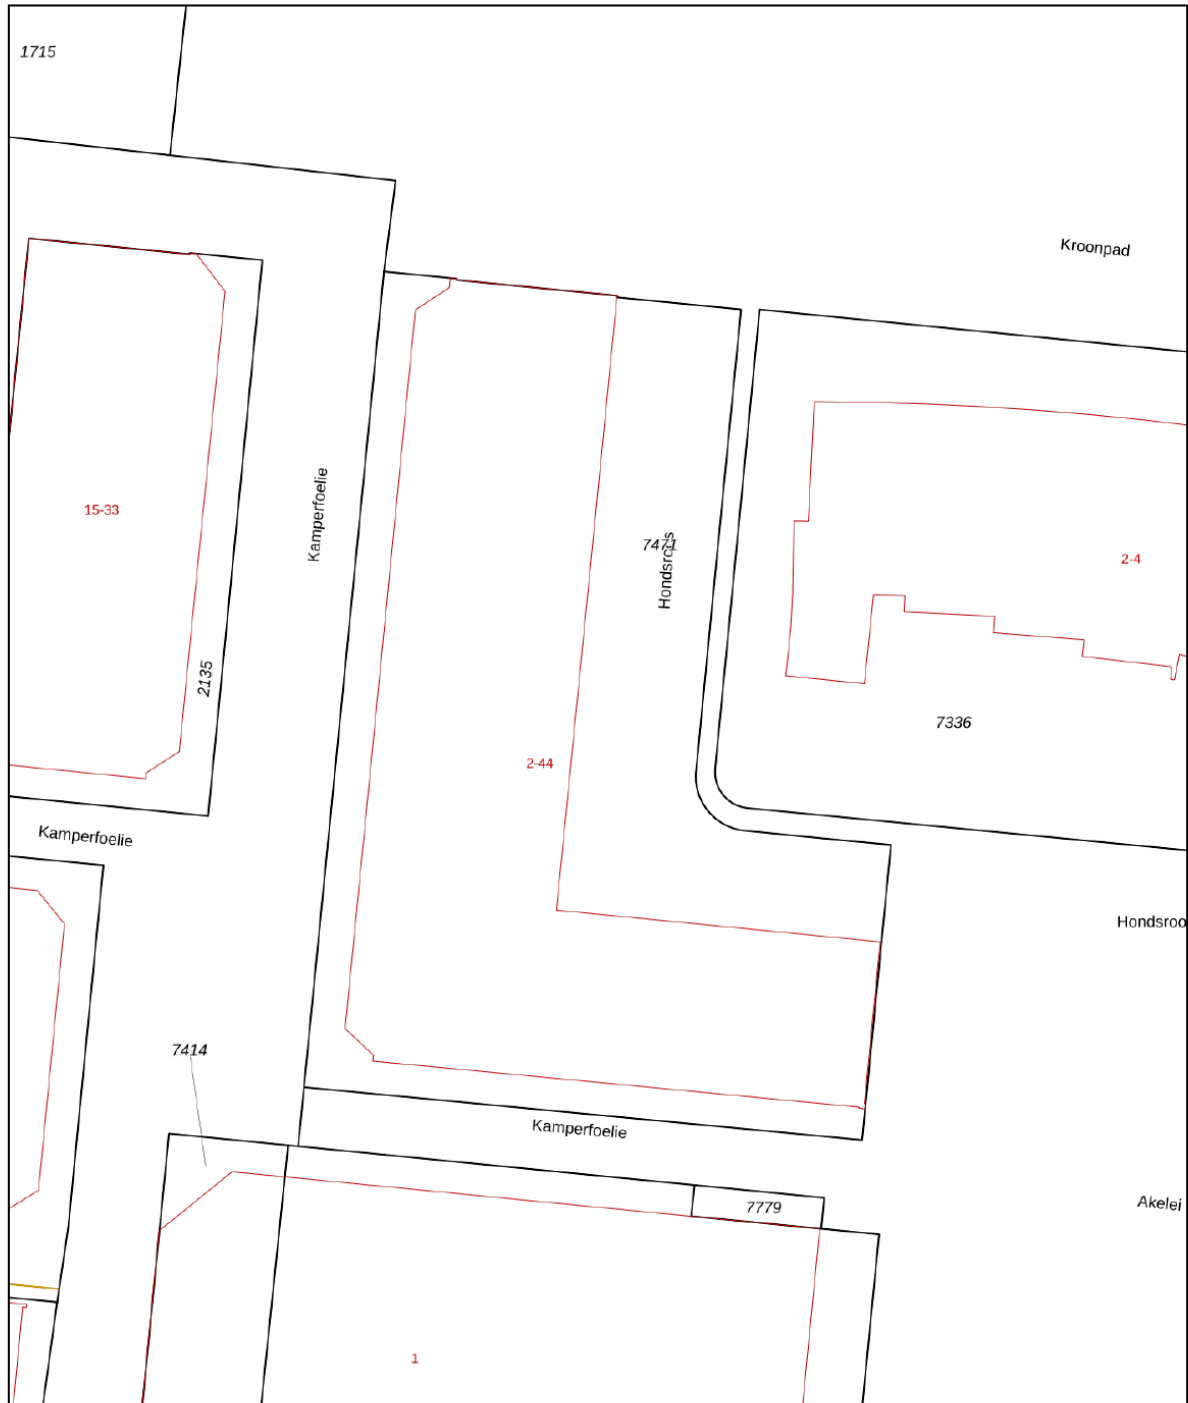 1715
Kroonpad
Kamperfoelie
15-33
7471
Hondsroos
2-4
2135
7336
2-44
Kamperfoelie
Hondsroo
7414
Kamperfoelie
7779
Akelei
1